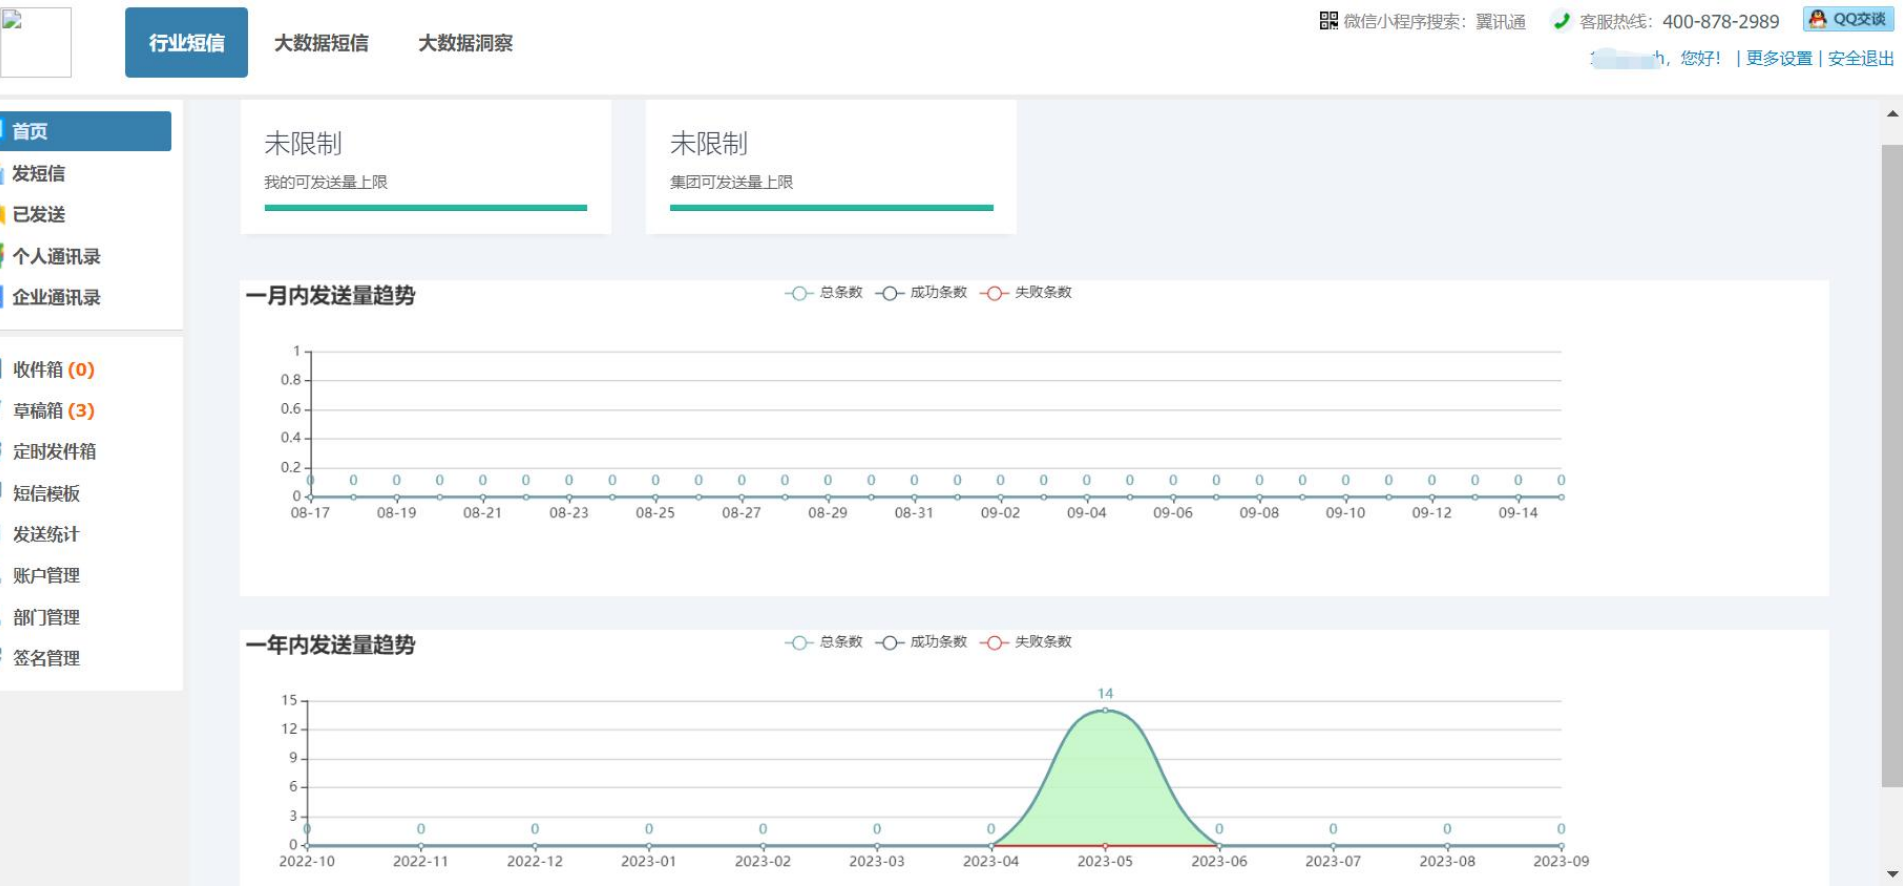 行业短信 大数据短信 大数据洞察
微信小程序搜索：翼讯通 客服热线：400-878-2989 QQ交谈
您好！ | 更多设置 | 安全退出
首页
发短信
已发送
个人通讯录
企业通讯录
收件箱 (0)
草稿箱 (3)
定时发件箱
短信模板
发送统计
账户管理
部门管理
签名管理
未限制
我的可发送量上限
未限制
集团可发送量上限
一月内发送量趋势
总条数 成功条数 失败条数
1
0.8
0.6
0.4
0.2
0
0 0 0 0 0 0 0 0 0 0 0 0 0 0 0 0 0 0 0 0 0 0 0 0 0 0 0 0 0 0
08-17 08-19 08-21 08-23 08-25 08-27 08-29 08-31 09-02 09-04 09-06 09-08 09-10 09-12 09-14
一年内发送量趋势
总条数 成功条数 失败条数
15
12
9
6
3
0
14
0 0 0 0 0 0 0 0 0 0 0
2022-10 2022-11 2022-12 2023-01 2023-02 2023-03 2023-04 2023-05 2023-06 2023-07 2023-08 2023-09